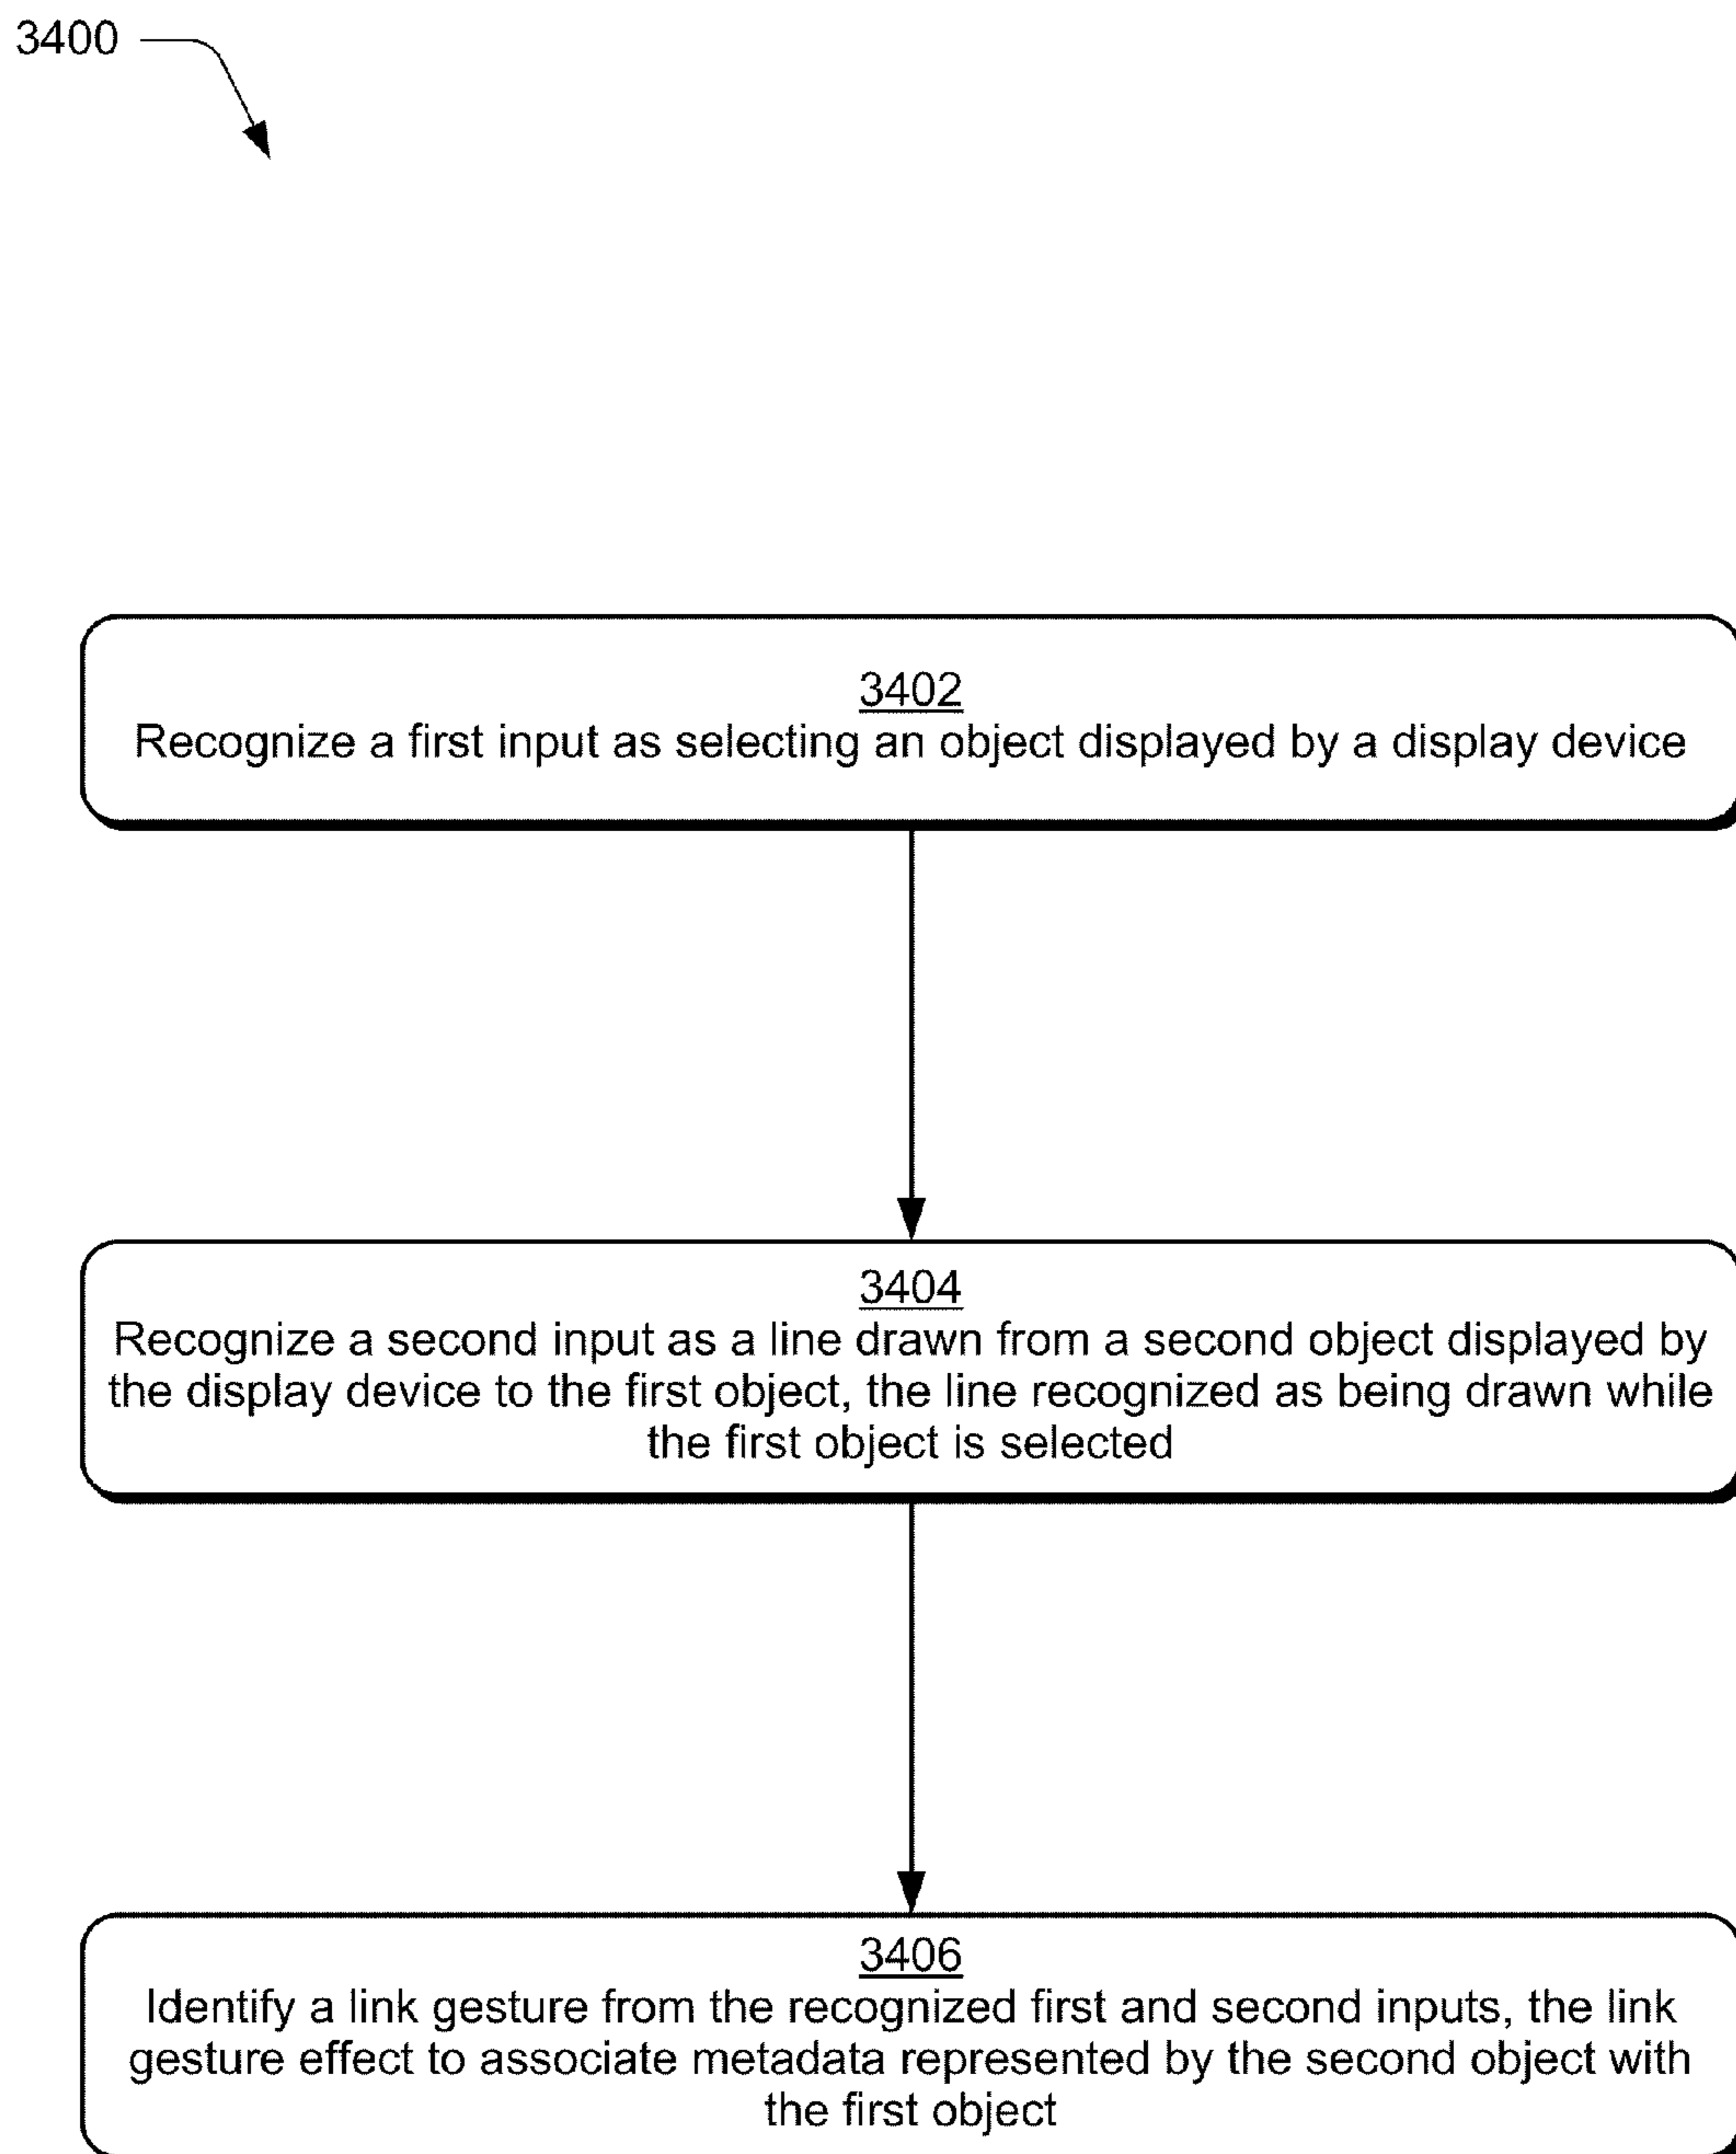 3400
3402
Recognize a first input as selecting an object displayed by a display device
3404
Recognize a second input as a line drawn from a second object displayed by
the display device to the first object, the line recognized as being drawn while
the first object is selected
3406
Identify a link gesture from the recognized first and second inputs, the link
gesture effect to associate metadata represented by the second object with
the first object